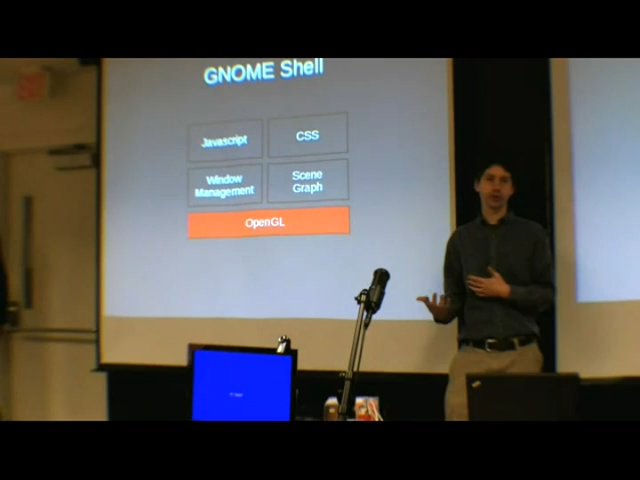 GNOME Shell
Javascript
CSS
Window
Management
Scene
Graph
OpenGL